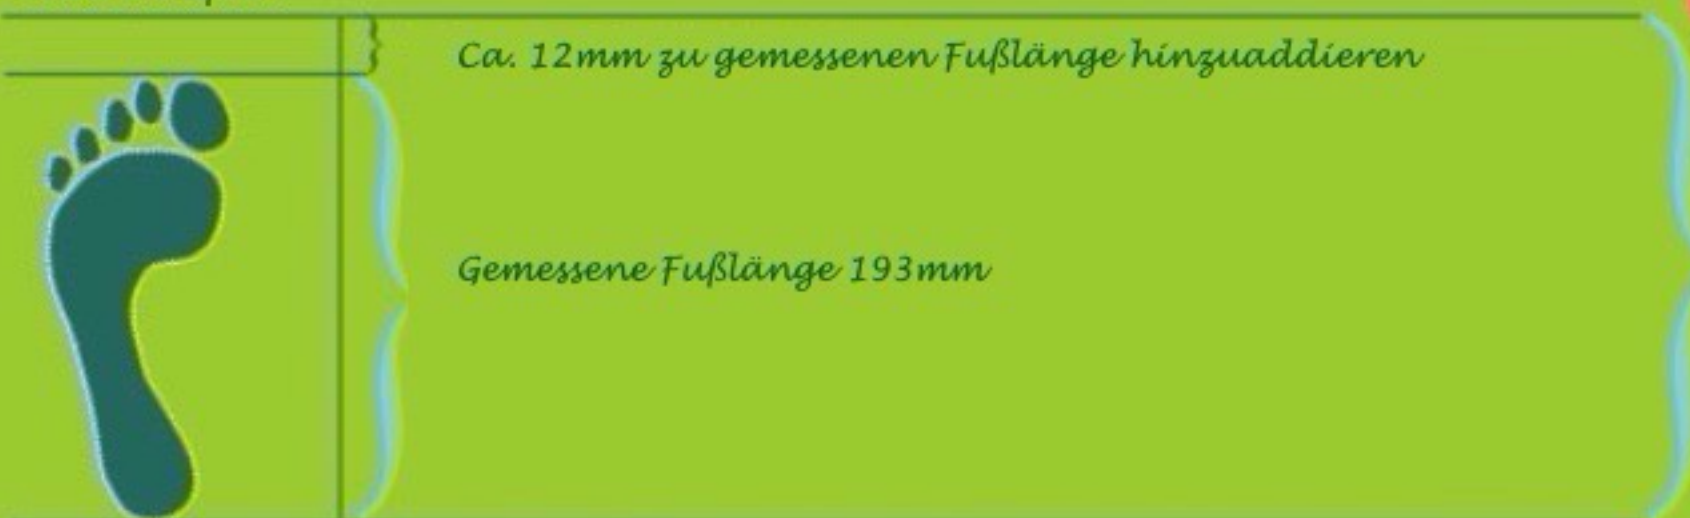 Ca. 12mm zu gemessenen Fußlänge hinzuaddieren
Gemessene Fußlänge 193mm